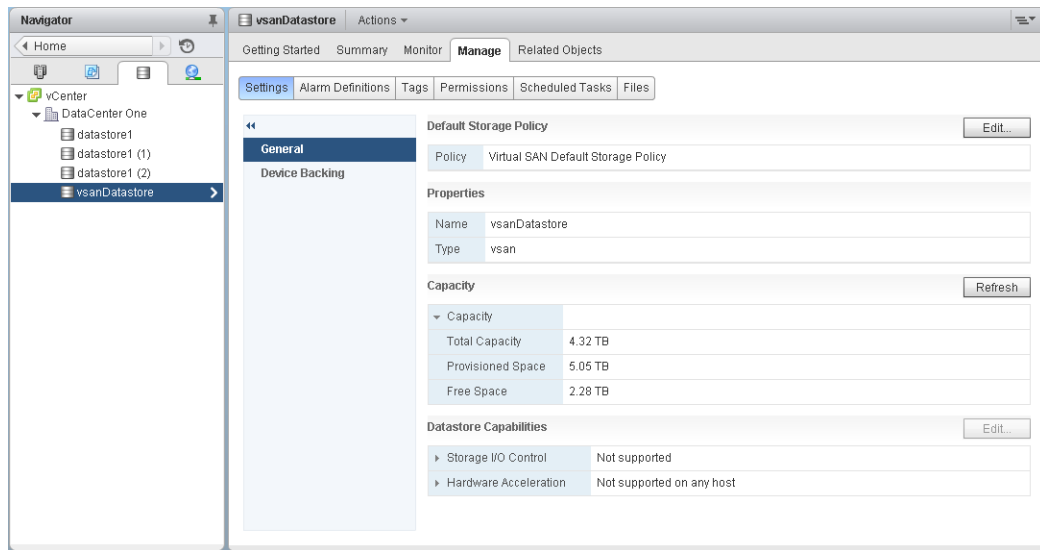 Navigator
Home
vCenter
DataCenter One
datastore1
datastore1 (1)
datastore1 (2)
vsanDatastore
vsanDatastore Actions
Getting Started Summary Monitor Manage Related Objects
Settings Alarm Definitions Tags Permissions Scheduled Tasks Files
General
Device Backing
Default Storage Policy Edit...
Policy Virtual SAN Default Storage Policy
Properties
Name vsanDatastore
Type vsan
Capacity Refresh
Capacity
Total Capacity 4.32 TB
Provisioned Space 5.05 TB
Free Space 2.28 TB
Datastore Capabilities Edit...
Storage I/O Control Not supported
Hardware Acceleration Not supported on any host